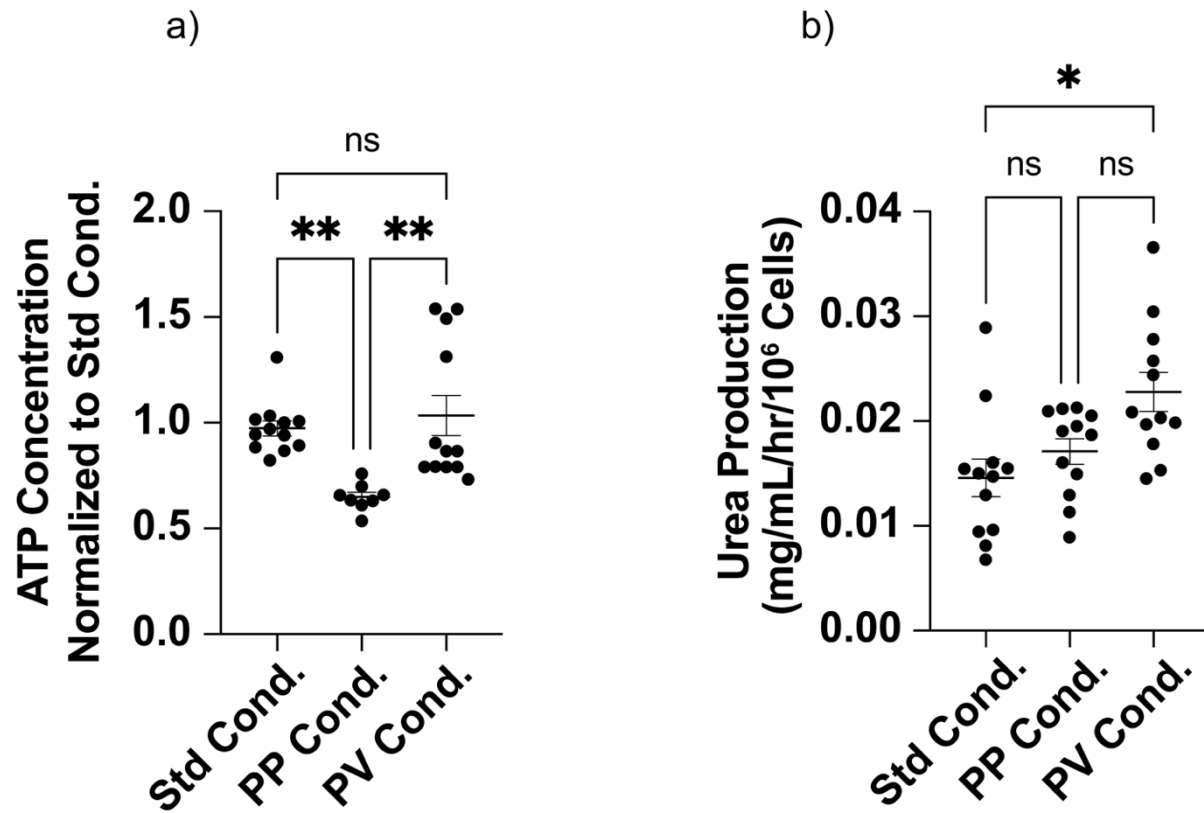 a)
ATP Concentration
Normalized to Std Cond.
ns
** **
2.0
1.5
1.0
0.5
0.0
Std Cond.
PP Cond.
PV Cond.
b)
Urea Production
(mg/mL/hr/10⁶ Cells)
*
ns ns
0.04
0.03
0.02
0.01
0.00
Std Cond.
PP Cond.
PV Cond.